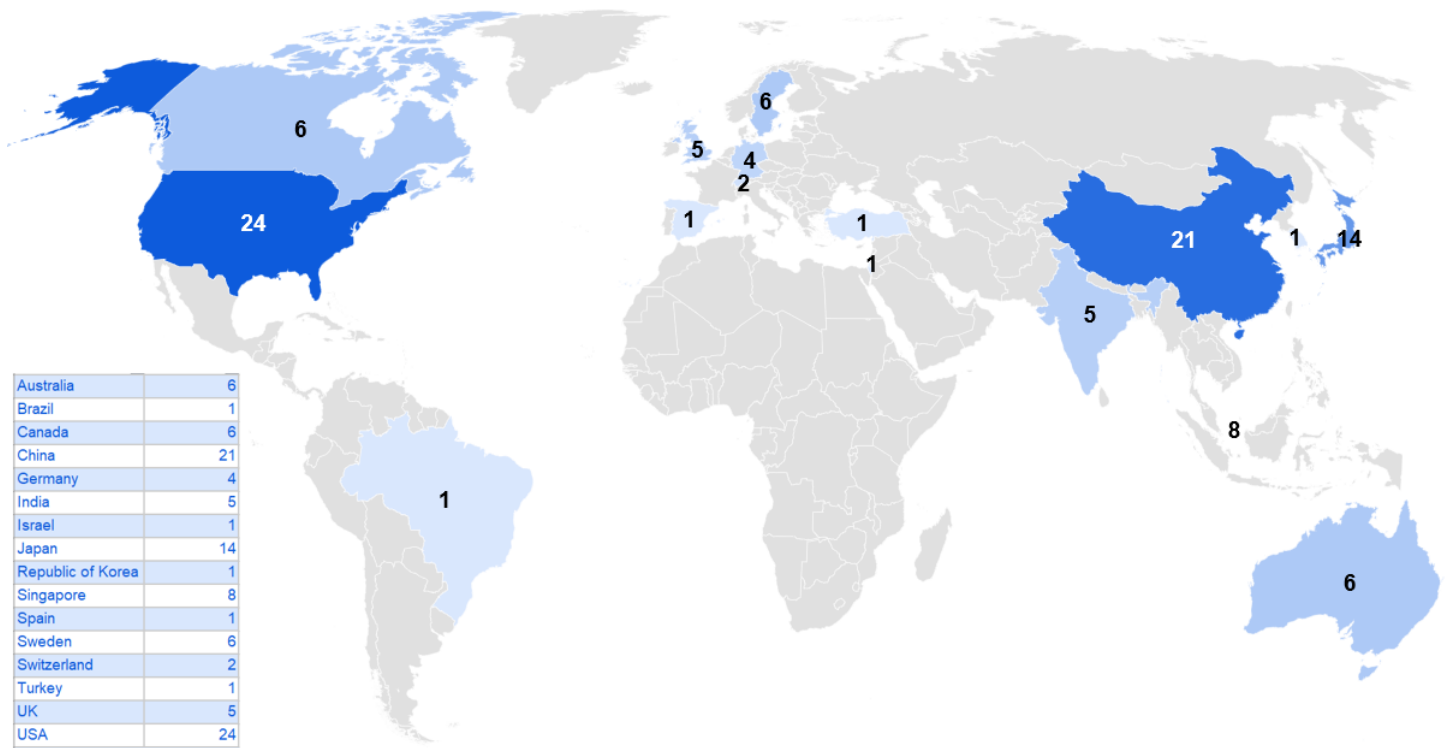 6
6
5
4
2
24
1
1
21
1
14
1
5
8
1
6
Australia 6
Brazil 1
Canada 6
China 21
Germany 4
India 5
Israel 1
Japan 14
Republic of Korea 1
Singapore 8
Spain 1
Sweden 6
Switzerland 2
Turkey 1
UK 5
USA 24